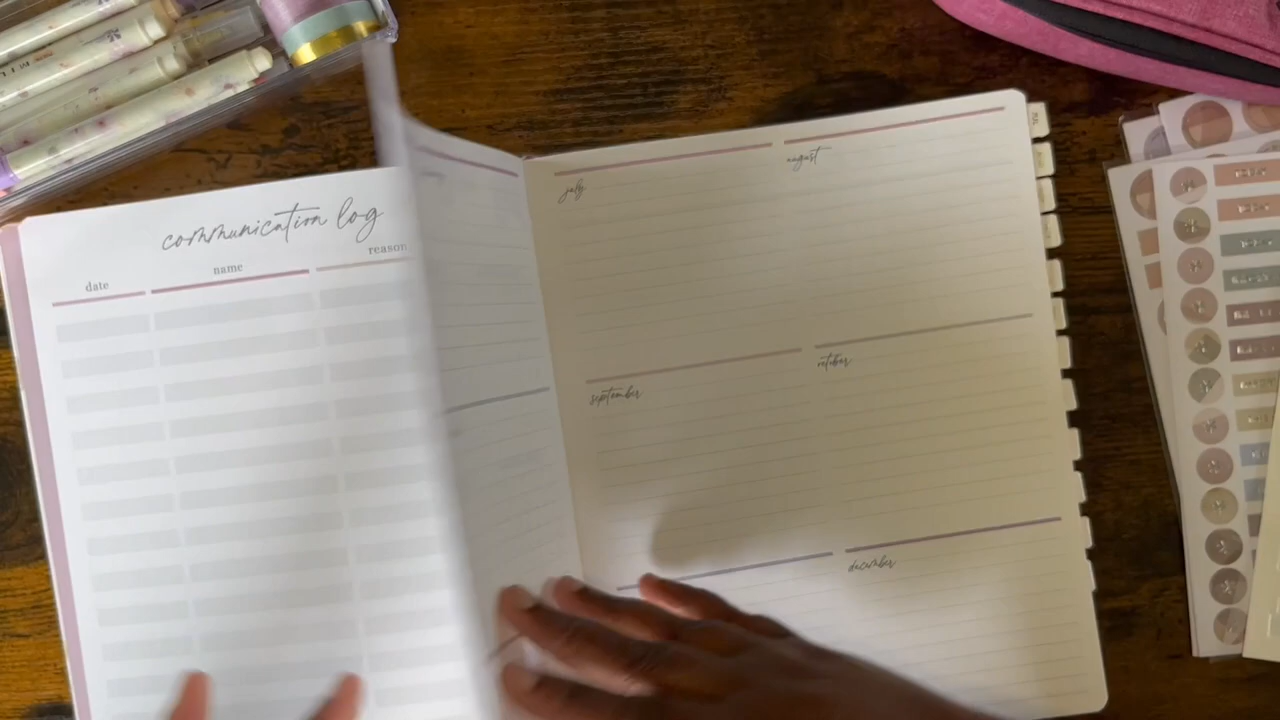 communication log
date
name
reason
july
august
september
october
december